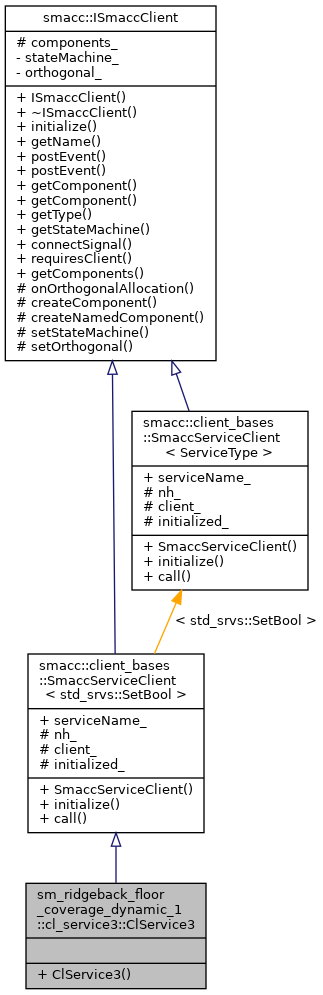 smacc::ISmaccClient
# components_
- stateMachine_
- orthogonal_
+ ISmaccClient()
+ ~ISmaccClient()
+ initialize()
+ getName()
+ postEvent()
+ postEvent()
+ getComponent()
+ getComponent()
+ getType()
+ getStateMachine()
+ connectSignal()
+ requiresClient()
+ getComponents()
# onOrthogonalAllocation()
# createComponent()
# createNamedComponent()
# setStateMachine()
# setOrthogonal()
smacc::client_bases
::SmaccServiceClient
< ServiceType >
+ serviceName_
# nh_
# client_
# initialized_
+ SmaccServiceClient()
+ initialize()
+ call()
< std_srvs::SetBool >
smacc::client_bases
::SmaccServiceClient
< std_srvs::SetBool >
+ serviceName_
# nh_
# client_
# initialized_
+ SmaccServiceClient()
+ initialize()
+ call()
sm_ridgeback_floor
_coverage_dynamic_1
::cl_service3::ClService3
+ ClService3()